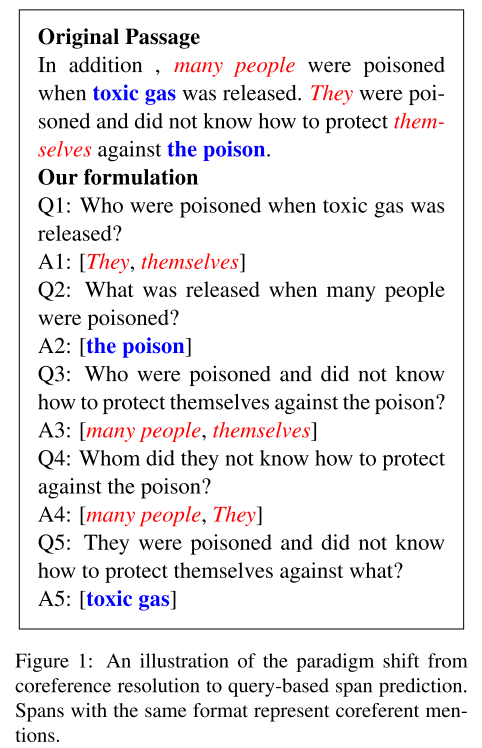 Original Passage
In addition , many people were poisoned
when toxic gas was released. They were poi-
soned and did not know how to protect them-
selves against the poison.
Our formulation
Q1: Who were poisoned when toxic gas was
released?
A1: [They, themselves]
Q2: What was released when many people
were poisoned?
A2: [the poison]
Q3: Who were poisoned and did not know
how to protect themselves against the poison?
A3: [many people, themselves]
Q4: Whom did they not know how to protect
against the poison?
A4: [many people, They]
Q5: They were poisoned and did not know
how to protect themselves against what?
A5: [toxic gas]
Figure 1: An illustration of the paradigm shift from
coreference resolution to query-based span prediction.
Spans with the same format represent coreferent men-
tions.